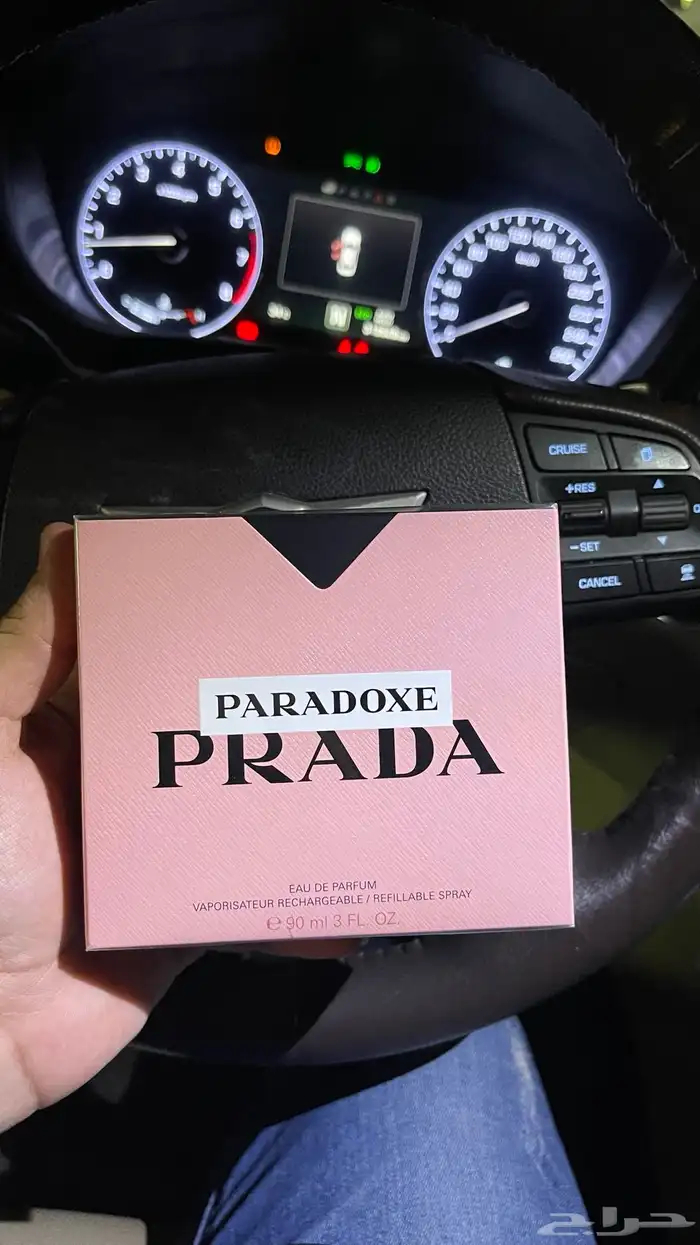 CRUISE
+RES
-SET
CANCEL
PARADOXE
PRADA
EAU DE PARFUM
VAPORISATEUR RECHARGEABLE / REFILLABLE SPRAY
℮ 90 ml 3 FL. OZ.
حراج